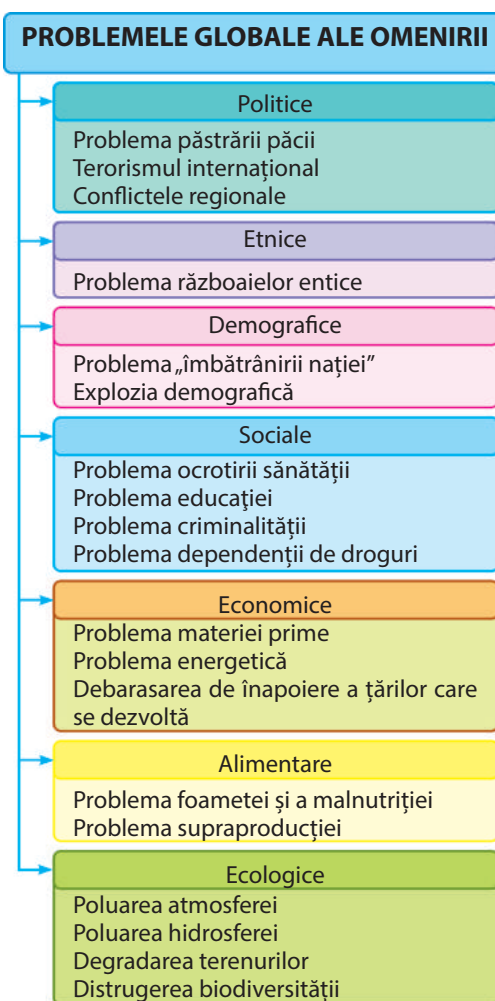 PROBLEMELE GLOBALE ALE OMENIRII
Politice
Problema păstrării păcii
Terorismul internațional
Conflictele regionale
Etnice
Problema războaielor entice
Demografice
Problema „îmbătrânirii nației”
Explozia demografică
Sociale
Problema ocrotirii sănătății
Problema educaţiei
Problema criminalității
Problema dependenții de droguri
Economice
Problema materiei prime
Problema energetică
Debarasarea de înapoiere a țărilor care
se dezvoltă
Alimentare
Problema foametei și a malnutriției
Problema supraproducției
Ecologice
Poluarea atmosferei
Poluarea hidrosferei
Degradarea terenurilor
Distrugerea biodiversității